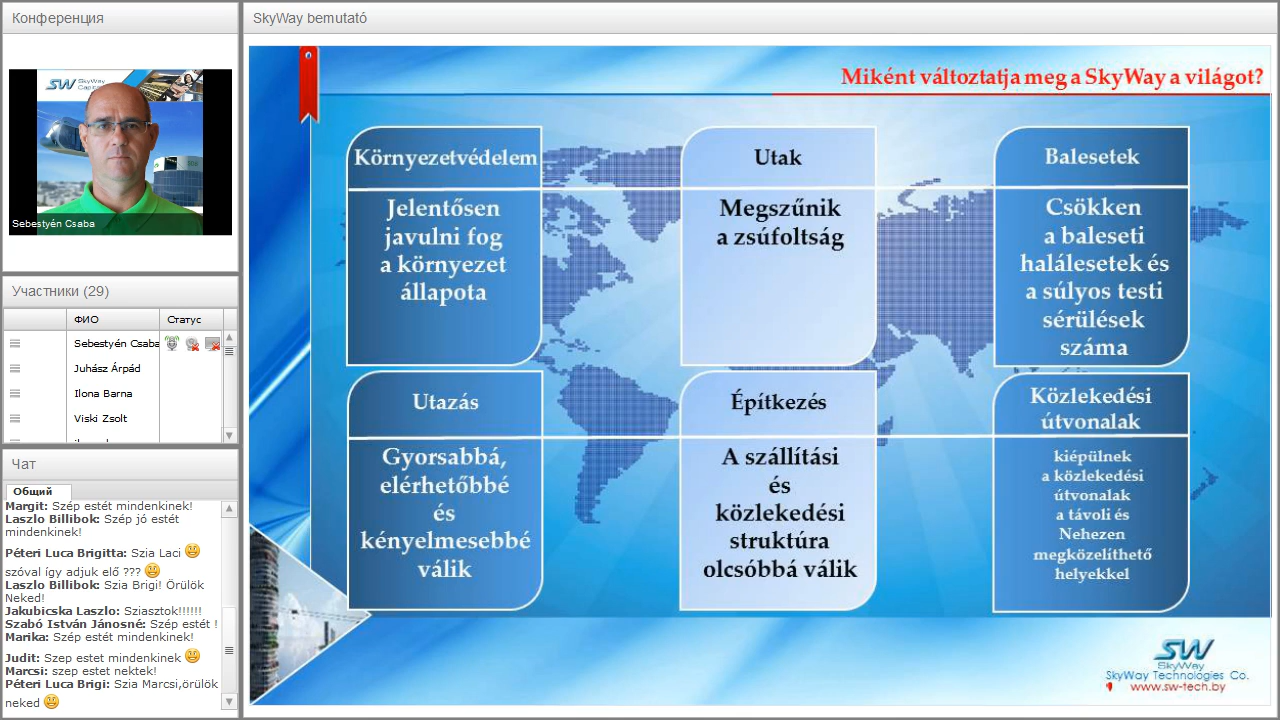 Конференция
SW SkyWay
Sebestyén Csaba
Участники (29)
ФИО Статус
Sebestyén Csaba
Juhász Árpád
Ilona Barna
Viski Zsolt
Чат
Общий
Margit: Szép estét mindenkinek!
Laszlo Billibok: Szép jó estét
mindenkinek!
Péteri Luca Brigitta: Szia Laci
szóval így adjuk elő ???
Laszlo Billibok: Szia Brigi! Örülök
Neked!
Jakubicska Laszlo: Sziasztok!!!!!!
Szabó István Jánosné: Szép estét !
Marika: Szép estét mindenkinek!
Judit: Szep estet mindenkinek
Marcsi: szep estet nektek!
Péteri Luca Brigi: Szia Marcsi,örülök
neked
SkyWay bemutató
Miként változtatja meg a SkyWay a világot?
Környezetvédelem
Jelentősen
javulni fog
a környezet
állapota
Utak
Megszűnik
a zsúfoltság
Balesetek
Csökken
a baleseti
halálesetek és
a súlyos testi
sérülések
száma
Utazás
Gyorsabbá,
elérhetőbbé
és
kényelmesebbé
válik
Építkezés
A szállítási
és
közlekedési
struktúra
olcsóbbá válik
Közlekedési
útvonalak
kiépülnek
a közlekedési
útvonalak
a távoli és
Nehezen
megközelíthető
helyekkel
SW
SkyWay
SkyWay Technologies Co.
www.sw-tech.by